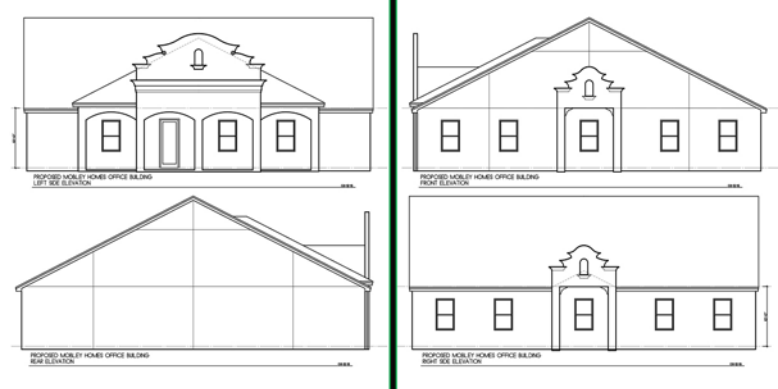 PROPOSED MOBLEY HOMES OFFICE BUILDING
LEFT SIDE ELEVATION
PROPOSED MOBLEY HOMES OFFICE BUILDING
FRONT ELEVATION
PROPOSED MOBLEY HOMES OFFICE BUILDING
REAR ELEVATION
PROPOSED MOBLEY HOMES OFFICE BUILDING
RIGHT SIDE ELEVATION